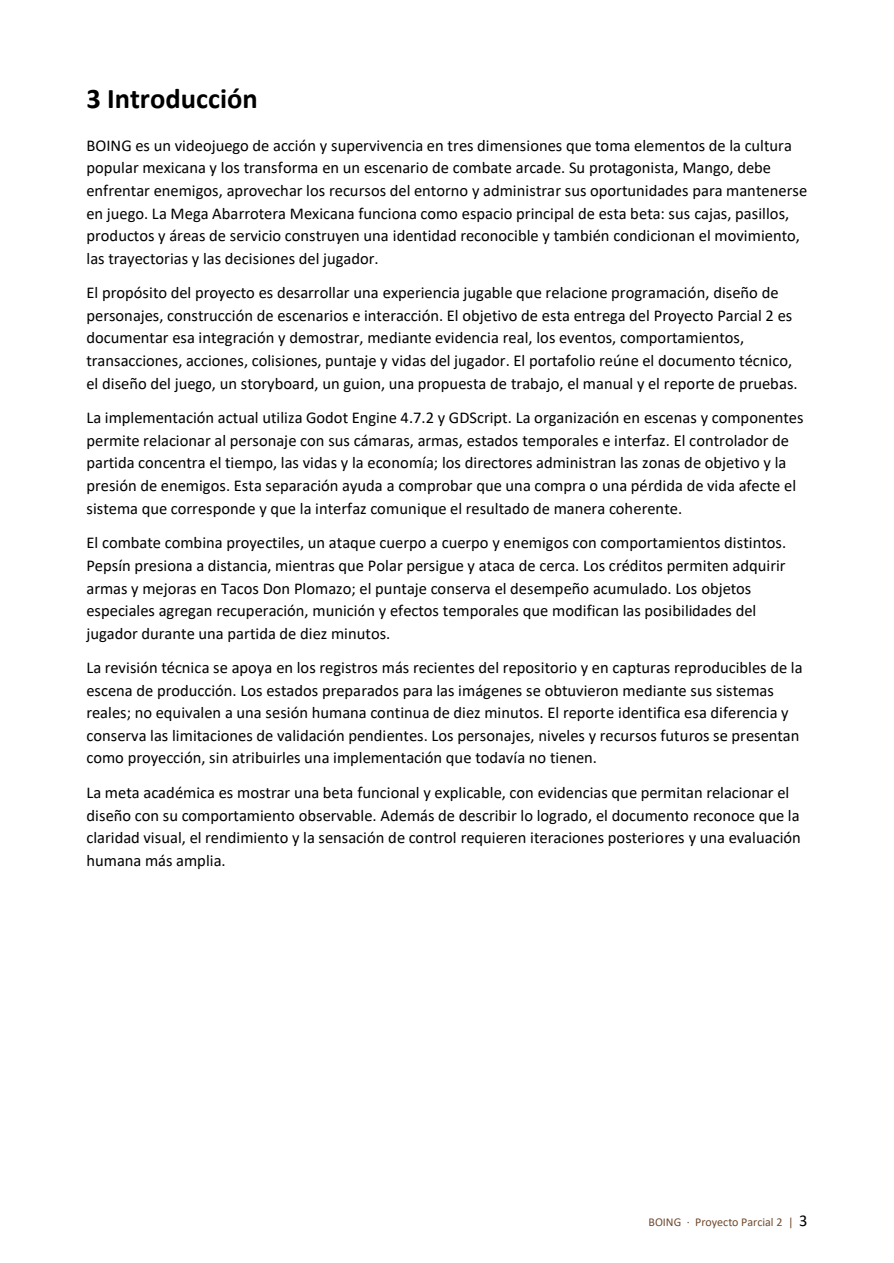 3 Introducción
BOING es un videojuego de acción y supervivencia en tres dimensiones que toma elementos de la cultura
popular mexicana y los transforma en un escenario de combate arcade. Su protagonista, Mango, debe
enfrentar enemigos, aprovechar los recursos del entorno y administrar sus oportunidades para mantenerse
en juego. La Mega Abarrotera Mexicana funciona como espacio principal de esta beta: sus cajas, pasillos,
productos y áreas de servicio construyen una identidad reconocible y también condicionan el movimiento,
las trayectorias y las decisiones del jugador.
El propósito del proyecto es desarrollar una experiencia jugable que relacione programación, diseño de
personajes, construcción de escenarios e interacción. El objetivo de esta entrega del Proyecto Parcial 2 es
documentar esa integración y demostrar, mediante evidencia real, los eventos, comportamientos,
transacciones, acciones, colisiones, puntaje y vidas del jugador. El portafolio reúne el documento técnico,
el diseño del juego, un storyboard, un guion, una propuesta de trabajo, el manual y el reporte de pruebas.
La implementación actual utiliza Godot Engine 4.7.2 y GDScript. La organización en escenas y componentes
permite relacionar al personaje con sus cámaras, armas, estados temporales e interfaz. El controlador de
partida concentra el tiempo, las vidas y la economía; los directores administran las zonas de objetivo y la
presión de enemigos. Esta separación ayuda a comprobar que una compra o una pérdida de vida afecte el
sistema que corresponde y que la interfaz comunique el resultado de manera coherente.
El combate combina proyectiles, un ataque cuerpo a cuerpo y enemigos con comportamientos distintos.
Pepsín presiona a distancia, mientras que Polar persigue y ataca de cerca. Los créditos permiten adquirir
armas y mejoras en Tacos Don Plomazo; el puntaje conserva el desempeño acumulado. Los objetos
especiales agregan recuperación, munición y efectos temporales que modifican las posibilidades del
jugador durante una partida de diez minutos.
La revisión técnica se apoya en los registros más recientes del repositorio y en capturas reproducibles de la
escena de producción. Los estados preparados para las imágenes se obtuvieron mediante sus sistemas
reales; no equivalen a una sesión humana continua de diez minutos. El reporte identifica esa diferencia y
conserva las limitaciones de validación pendientes. Los personajes, niveles y recursos futuros se presentan
como proyección, sin atribuirles una implementación que todavía no tienen.
La meta académica es mostrar una beta funcional y explicable, con evidencias que permitan relacionar el
diseño con su comportamiento observable. Además de describir lo logrado, el documento reconoce que la
claridad visual, el rendimiento y la sensación de control requieren iteraciones posteriores y una evaluación
humana más amplia.
BOING · Proyecto Parcial 2 | 3